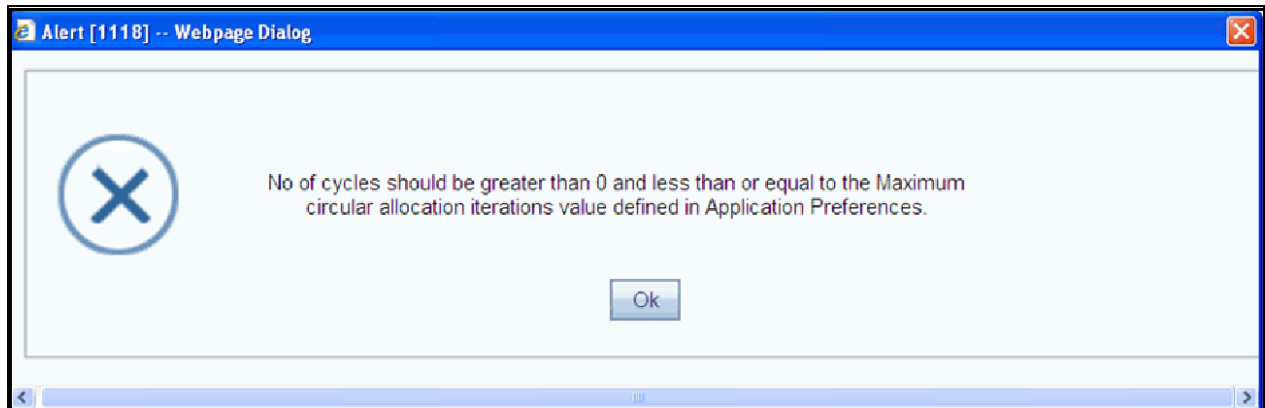 Alert [1118] -- Webpage Dialog
No of cycles should be greater than 0 and less than or equal to the Maximum
circular allocation iterations value defined in Application Preferences.
Ok